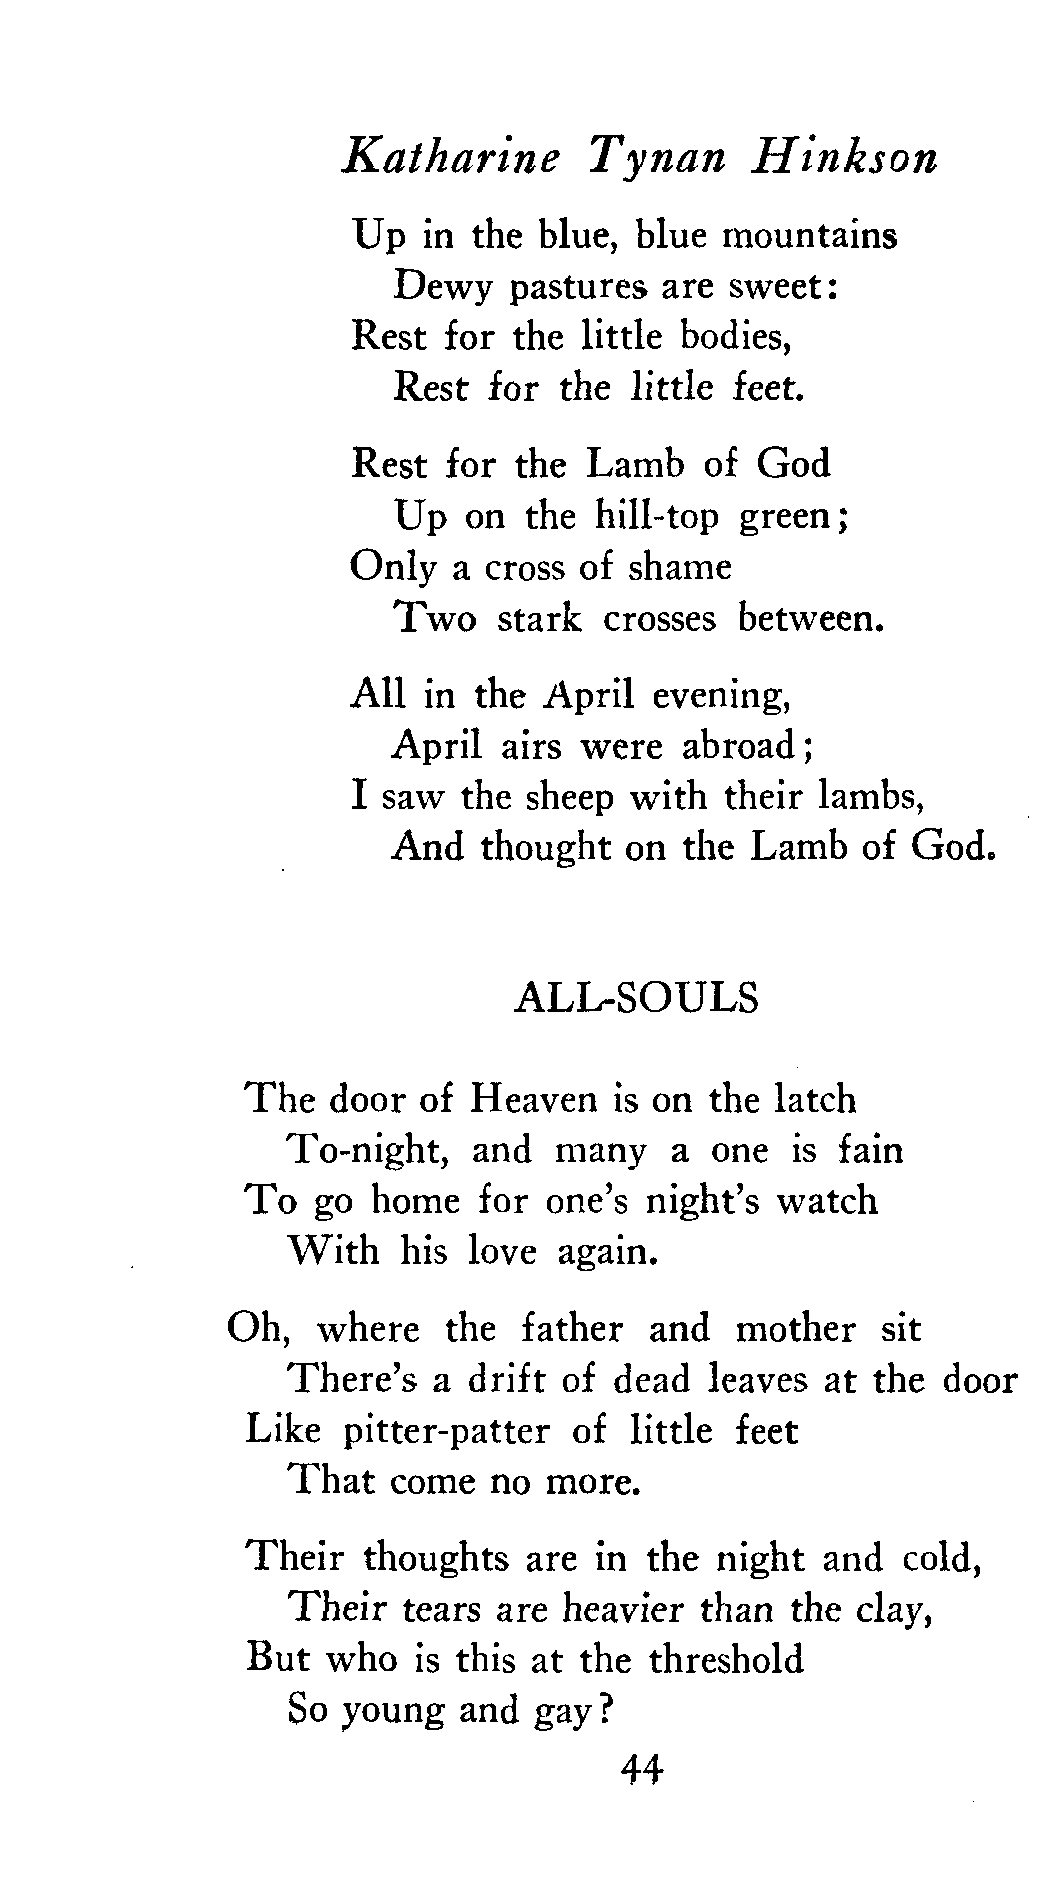 Katharine Tynan Hinkson
Up in the blue, blue mountains
Dewy pastures are sweet:
Rest for the little bodies,
Rest for the little feet.
Rest for the Lamb of God
Up on the hill-top green;
Only a cross of shame
Two stark crosses between.
All in the April evening,
April airs were abroad;
I saw the sheep with their lambs,
And thought on the Lamb of God.
ALL-SOULS
The door of Heaven is on the latch
To-night, and many a one is fain
To go home for one's night's watch
With his love again.
Oh, where the father and mother sit
There's a drift of dead leaves at the door
Like pitter-patter of little feet
That come no more.
Their thoughts are in the night and cold,
Their tears are heavier than the clay,
But who is this at the threshold
So young and gay?
44